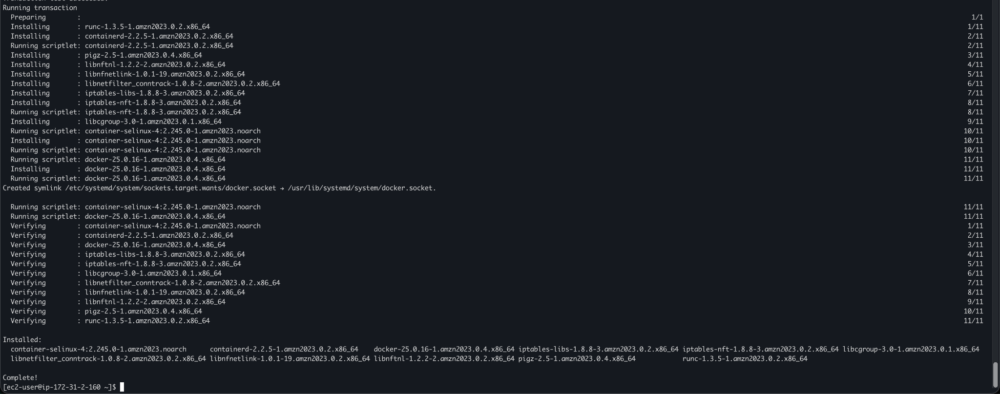 Running transaction
  Preparing        :                                                        1/1
  Installing       : runc-1.3.5-1.amzn2023.0.2.x86_64                       1/11
  Installing       : containerd-2.2.5-1.amzn2023.0.2.x86_64                 2/11
  Running scriptlet: containerd-2.2.5-1.amzn2023.0.2.x86_64                 2/11
  Installing       : pigz-2.5-1.amzn2023.0.4.x86_64                         3/11
  Installing       : libnftnl-1.2.2-2.amzn2023.0.2.x86_64                   4/11
  Installing       : libnfnetlink-1.0.1-19.amzn2023.0.2.x86_64              5/11
  Installing       : libnetfilter_conntrack-1.0.8-2.amzn2023.0.2.x86_64     6/11
  Installing       : iptables-libs-1.8.8-3.amzn2023.0.2.x86_64              7/11
  Installing       : iptables-nft-1.8.8-3.amzn2023.0.2.x86_64               8/11
  Running scriptlet: iptables-nft-1.8.8-3.amzn2023.0.2.x86_64               8/11
  Installing       : libcgroup-3.0-1.amzn2023.0.1.x86_64                    9/11
  Running scriptlet: container-selinux-4:2.245.0-1.amzn2023.noarch          10/11
  Installing       : container-selinux-4:2.245.0-1.amzn2023.noarch          10/11
  Running scriptlet: container-selinux-4:2.245.0-1.amzn2023.noarch          10/11
  Running scriptlet: docker-25.0.16-1.amzn2023.0.4.x86_64                   11/11
  Installing       : docker-25.0.16-1.amzn2023.0.4.x86_64                   11/11
  Running scriptlet: docker-25.0.16-1.amzn2023.0.4.x86_64                   11/11
Created symlink /etc/systemd/system/sockets.target.wants/docker.socket → /usr/lib/systemd/system/docker.socket.

  Running scriptlet: container-selinux-4:2.245.0-1.amzn2023.noarch          11/11
  Running scriptlet: docker-25.0.16-1.amzn2023.0.4.x86_64                   11/11
  Verifying        : container-selinux-4:2.245.0-1.amzn2023.noarch          1/11
  Verifying        : containerd-2.2.5-1.amzn2023.0.2.x86_64                 2/11
  Verifying        : docker-25.0.16-1.amzn2023.0.4.x86_64                   3/11
  Verifying        : iptables-libs-1.8.8-3.amzn2023.0.2.x86_64              4/11
  Verifying        : iptables-nft-1.8.8-3.amzn2023.0.2.x86_64               5/11
  Verifying        : libcgroup-3.0-1.amzn2023.0.1.x86_64                    6/11
  Verifying        : libnetfilter_conntrack-1.0.8-2.amzn2023.0.2.x86_64     7/11
  Verifying        : libnfnetlink-1.0.1-19.amzn2023.0.2.x86_64              8/11
  Verifying        : libnftnl-1.2.2-2.amzn2023.0.2.x86_64                   9/11
  Verifying        : pigz-2.5-1.amzn2023.0.4.x86_64                         10/11
  Verifying        : runc-1.3.5-1.amzn2023.0.2.x86_64                       11/11

Installed:
  container-selinux-4:2.245.0-1.amzn2023.noarch      containerd-2.2.5-1.amzn2023.0.2.x86_64    docker-25.0.16-1.amzn2023.0.4.x86_64 iptables-libs-1.8.8-3.amzn2023.0.2.x86_64 iptables-nft-1.8.8-3.amzn2023.0.2.x86_64 libcgroup-3.0-1.amzn2023.0.1.x86_64
  libnetfilter_conntrack-1.0.8-2.amzn2023.0.2.x86_64 libnfnetlink-1.0.1-19.amzn2023.0.2.x86_64 libnftnl-1.2.2-2.amzn2023.0.2.x86_64 pigz-2.5-1.amzn2023.0.4.x86_64            runc-1.3.5-1.amzn2023.0.2.x86_64

Complete!
[ec2-user@ip-172-31-2-160 ~]$